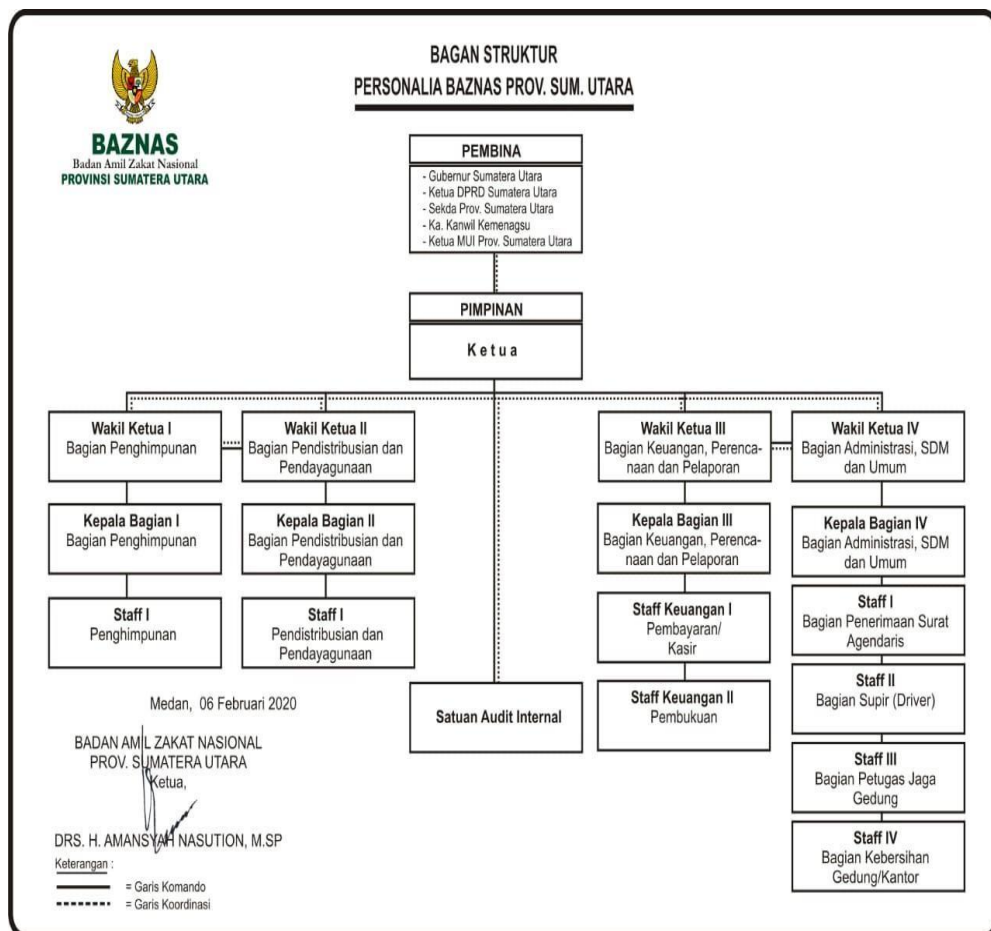 BAGAN STRUKTUR
PERSONALIA BAZNAS PROV. SUM. UTARA
BAZNAS
Badan Amil Zakat Nasional
PROVINSI SUMATERA UTARA
PEMBINA
- Gubernur Sumatera Utara
- Ketua DPRD Sumatera Utara
- Sekda Prov. Sumatera Utara
- Ka. Kanwil Kemenagsu
- Ketua MUI Prov. Sumatera Utara
PIMPINAN
Ketua
Wakil Ketua I
Bagian Penghimpunan
Wakil Ketua II
Bagian Pendistribusian dan
Pendayagunaan
Wakil Ketua III
Bagian Keuangan, Perenca-
naan dan Pelaporan
Wakil Ketua IV
Bagian Administrasi, SDM
dan Umum
Kepala Bagian I
Bagian Penghimpunan
Kepala Bagian II
Bagian Pendistribusian dan
Pendayagunaan
Kepala Bagian III
Bagian Keuangan, Perenca-
naan dan Pelaporan
Kepala Bagian IV
Bagian Administrasi, SDM
dan Umum
Staff I
Penghimpunan
Staff I
Pendistribusian dan
Pendayagunaan
Staff Keuangan I
Pembayaran/
Kasir
Staff I
Bagian Penerimaan Surat
Agendaris
Satuan Audit Internal
Staff Keuangan II
Pembukuan
Staff II
Bagian Supir (Driver)
Staff III
Bagian Petugas Jaga
Gedung
Staff IV
Bagian Kebersihan
Gedung/Kantor
Medan, 06 Februari 2020
BADAN AMIL ZAKAT NASIONAL
PROV. SUMATERA UTARA
Ketua,
DRS. H. AMANSYAH NASUTION, M.SP
Keterangan :
= Garis Komando
= Garis Koordinasi